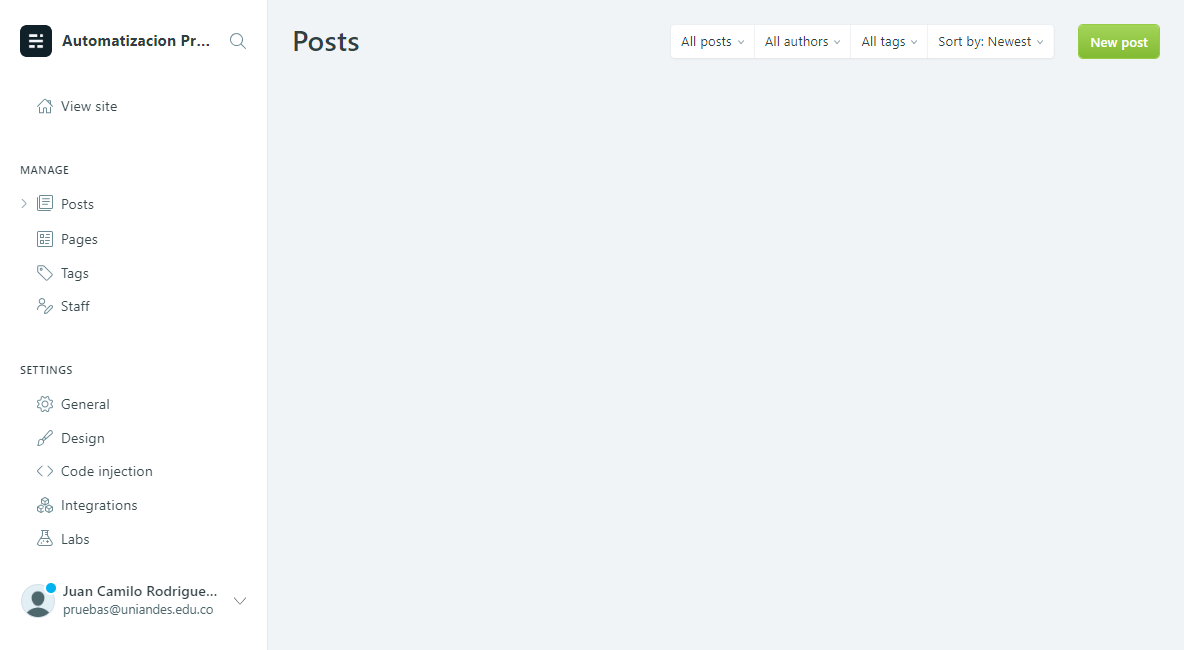 Automatizacion Pr...
View site
MANAGE
Posts
Pages
Tags
Staff
SETTINGS
General
Design
Code injection
Integrations
Labs
Juan Camilo Rodrigue...
pruebas@uniandes.edu.co
Posts
All posts
All authors
All tags
Sort by: Newest
New post